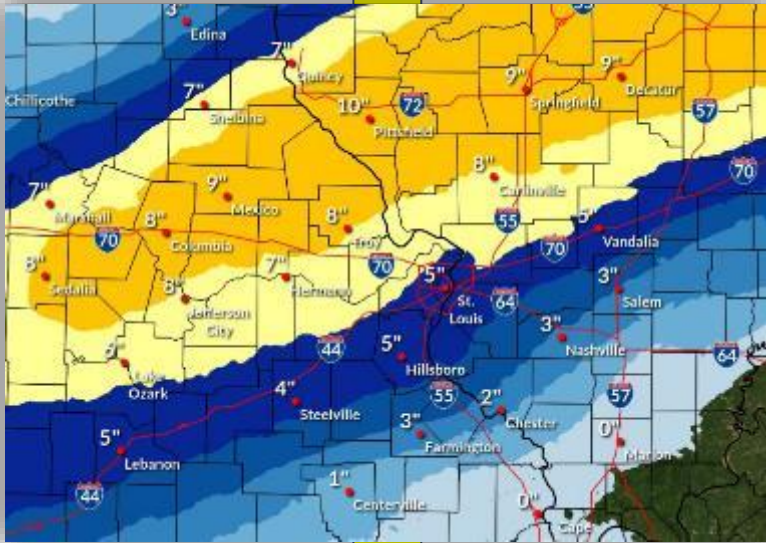 3"
Edina
55
7"
Quincy
Chillicothe
7"
Shelbina
10"
Pittsfield
72
9"
Springfield
9"
Decatur
57
7"
Marshall
9"
Mexico
8"
Carlinville
70
8"
Columbia
70
8"
Troy
55
70
5"
Vandalia
8"
Sedalia
8"
Jefferson
City
7"
Hermann
70
5"
St.
Louis
64
3"
Salem
6"
Lake
Ozark
44
5"
Hillsboro
3"
Nashville
64
4"
Steelville
55
2"
Chester
57
5"
Lebanon
3"
Farmington
0"
Marion
44
1"
Centerville
0"
Cape